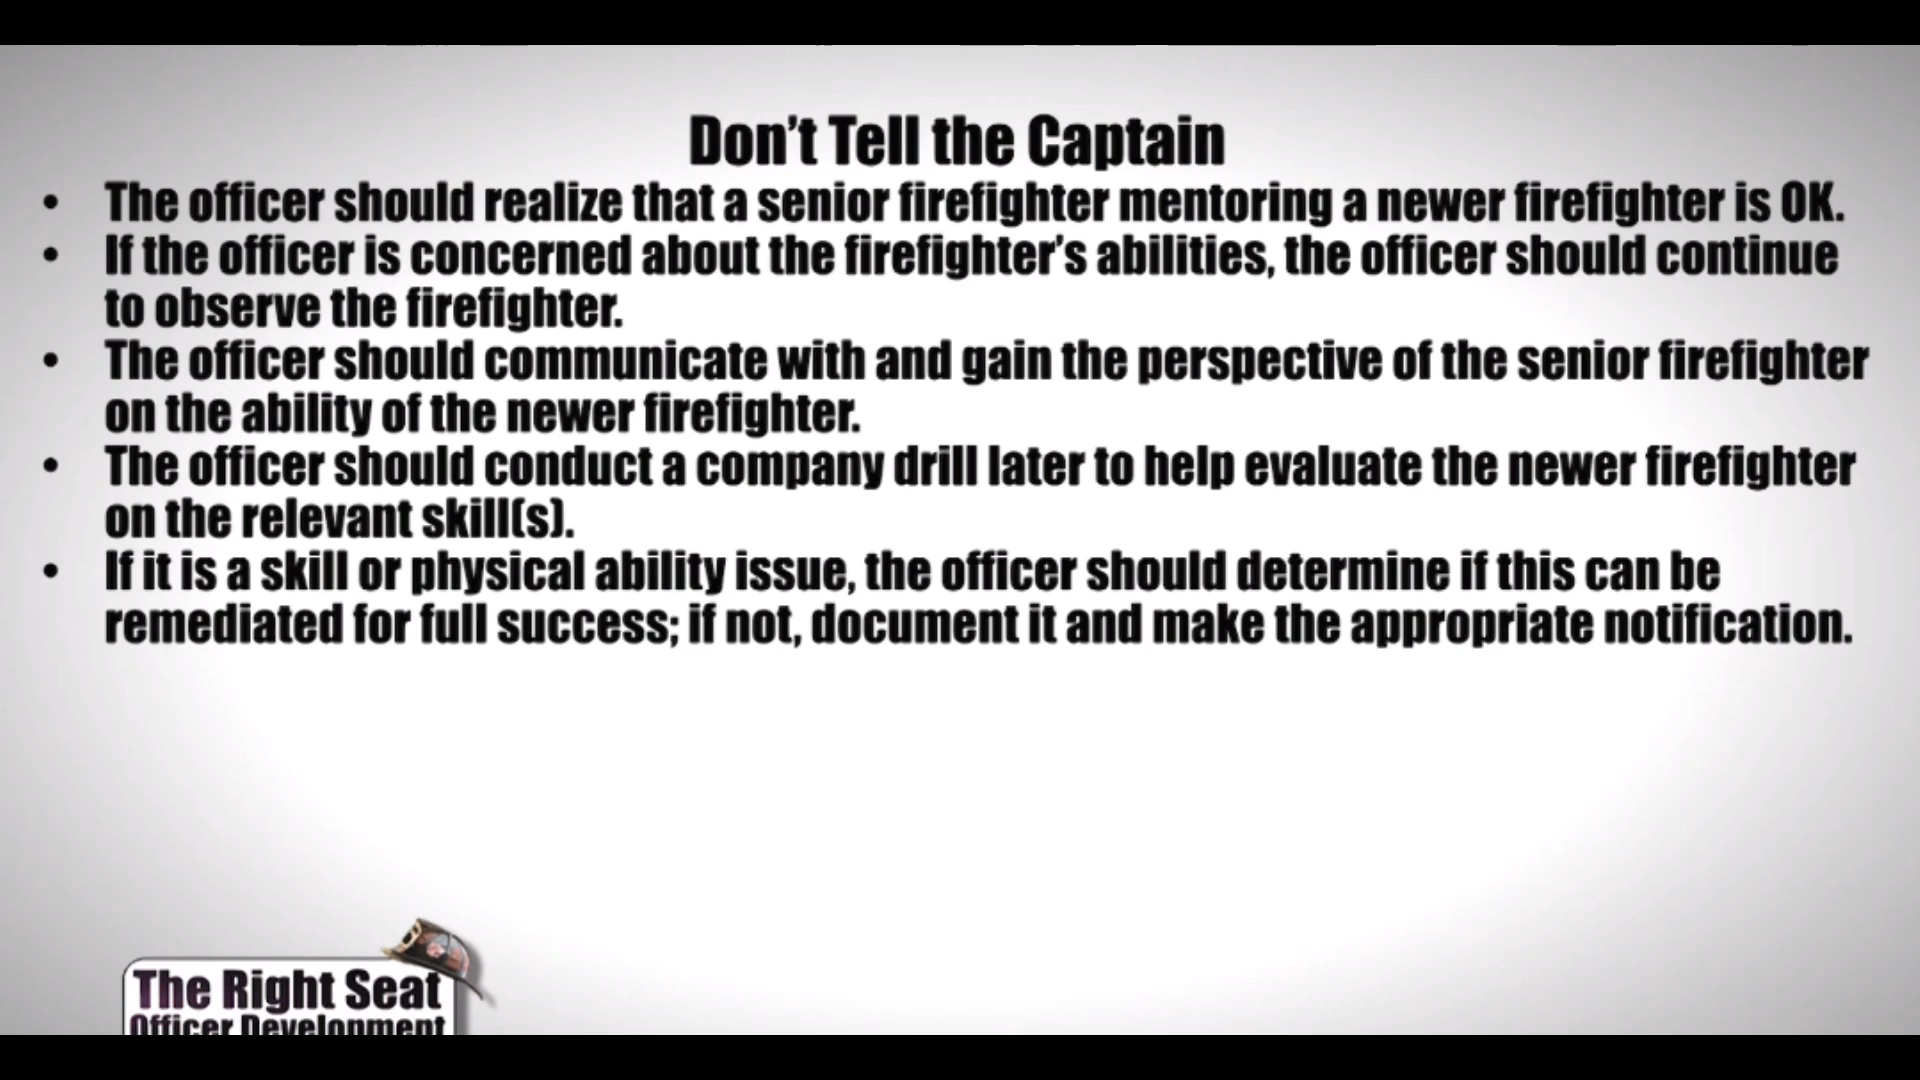 Don't Tell the Captain
• The officer should realize that a senior firefighter mentoring a newer firefighter is OK.
• If the officer is concerned about the firefighter's abilities, the officer should continue
to observe the firefighter.
• The officer should communicate with and gain the perspective of the senior firefighter
on the ability of the newer firefighter.
• The officer should conduct a company drill later to help evaluate the newer firefighter
on the relevant skill(s).
• If it is a skill or physical ability issue, the officer should determine if this can be
remediated for full success; if not, document it and make the appropriate notification.
The Right Seat
Officer Development